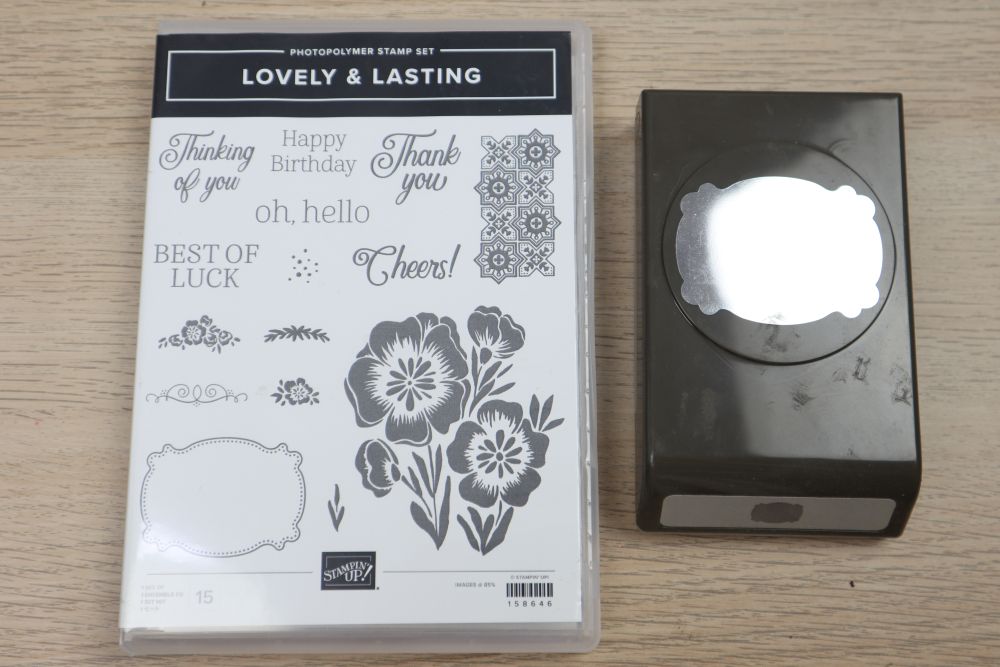 PHOTOPOLYMER STAMP SET
LOVELY & LASTING
Thinking
of you
Happy
Birthday
Thank
you
oh, hello
BEST OF
LUCK
Cheers!
STAMPIN'
UP!
15
IMAGES @ 85%
© STAMPIN' UP!
158646